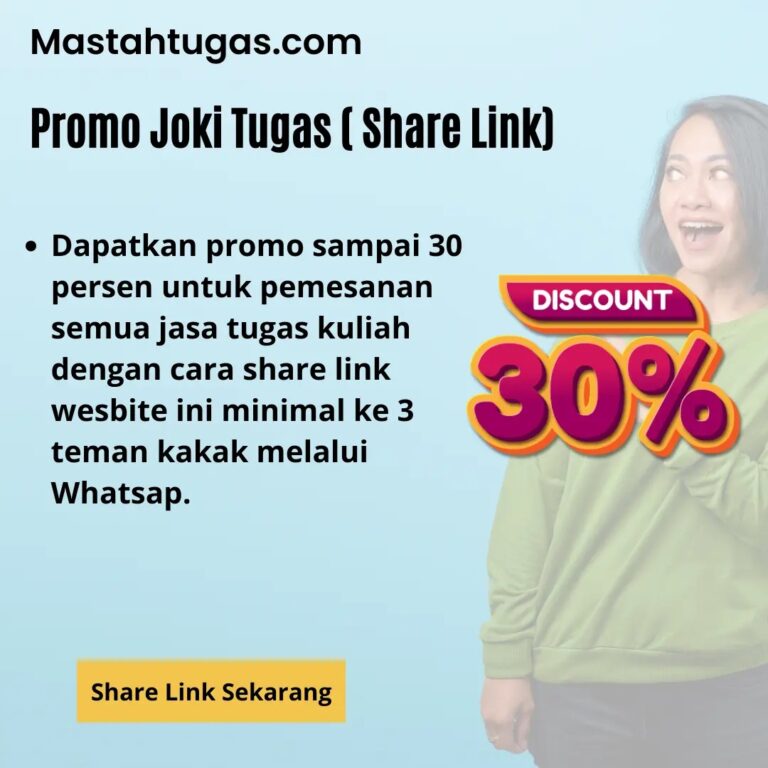 Mastahtugas.com
Promo Joki Tugas ( Share Link)
• Dapatkan promo sampai 30
persen untuk pemesanan
semua jasa tugas kuliah
dengan cara share link
wesbite ini minimal ke 3
teman kakak melalui
Whatsap.
DISCOUNT
30%
Share Link Sekarang